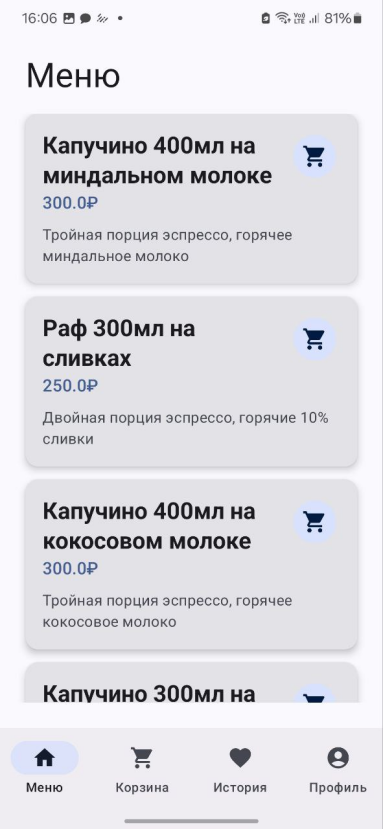 16:06 81%
Меню
Капучино 400мл на
миндальном молоке
300.0₽
Тройная порция эспрессо, горячее
миндальное молоко
Раф 300мл на
сливках
250.0₽
Двойная порция эспрессо, горячие 10%
сливки
Капучино 400мл на
кокосовом молоке
300.0₽
Тройная порция эспрессо, горячее
кокосовое молоко
Капучино 300мл на
Меню Корзина История Профиль